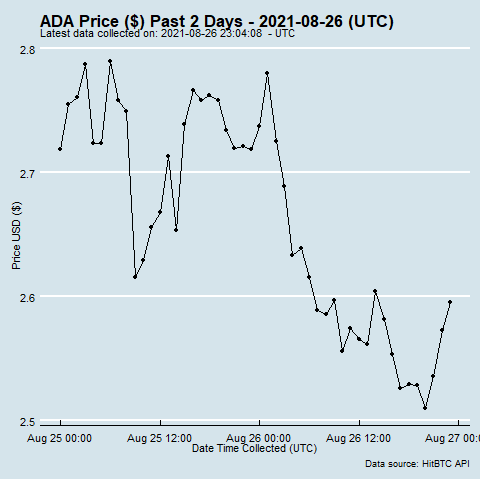 ADA Price ($) Past 2 Days - 2021-08-26 (UTC)
Latest data collected on: 2021-08-26 23:04:08 - UTC
2.8
2.7
2.6
2.5
Price USD ($)
Aug 25 00:00 Aug 25 12:00 Aug 26 00:00 Aug 26 12:00 Aug 27 00:
Date Time Collected (UTC)
Data source: HitBTC API